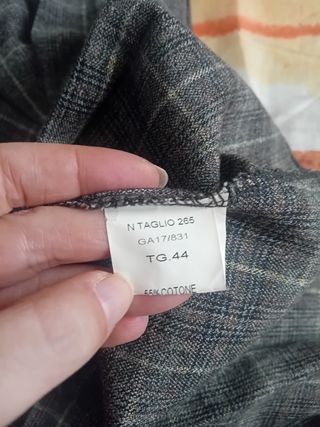 N TAGLIO 265
GA17/831
TG.44
55% COTONE